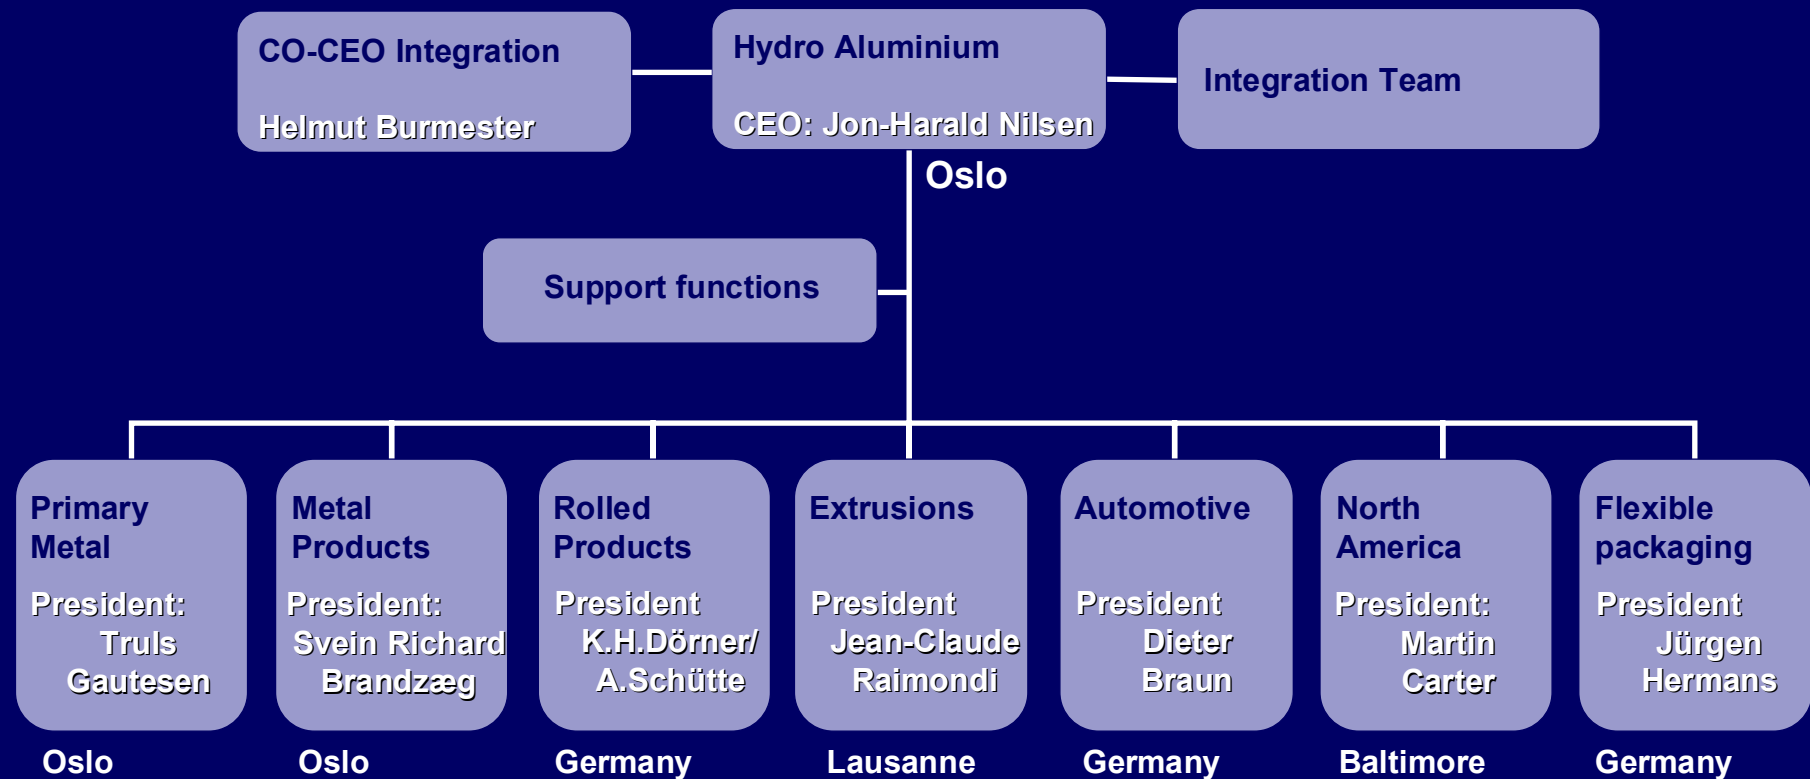 CO-CEO Integration
Helmut Burmester
Hydro Aluminium
CEO: Jon-Harald Nilsen
Integration Team
Oslo
Support functions
Primary
Metal
President:
Truls
Gautesen
Oslo
Metal
Products
President:
Svein Richard
Brandzæg
Oslo
Rolled
Products
President
K.H.Dörner/
A.Schütte
Germany
Extrusions
President
Jean-Claude
Raimondi
Lausanne
Automotive
President
Dieter
Braun
Germany
North
America
President:
Martin
Carter
Baltimore
Flexible
packaging
President
Jürgen
Hermans
Germany